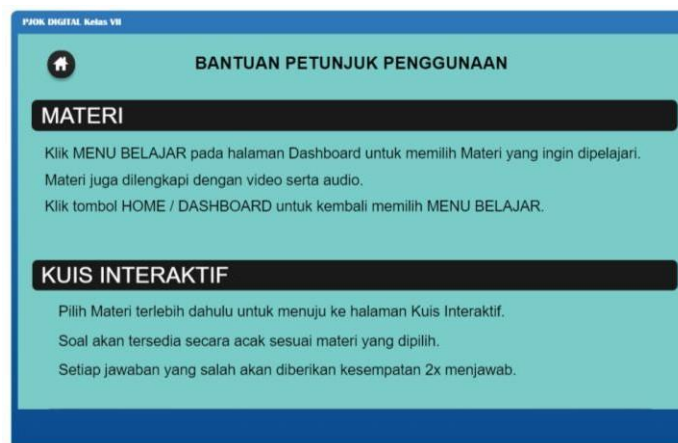 PJOK DIGITAL Kelas VII
BANTUAN PETUNJUK PENGGUNAAN
MATERI
Klik MENU BELAJAR pada halaman Dashboard untuk memilih Materi yang ingin dipelajari.
Materi juga dilengkapi dengan video serta audio.
Klik tombol HOME / DASHBOARD untuk kembali memilih MENU BELAJAR.
KUIS INTERAKTIF
Pilih Materi terlebih dahulu untuk menuju ke halaman Kuis Interaktif.
Soal akan tersedia secara acak sesuai materi yang dipilih.
Setiap jawaban yang salah akan diberikan kesempatan 2x menjawab.